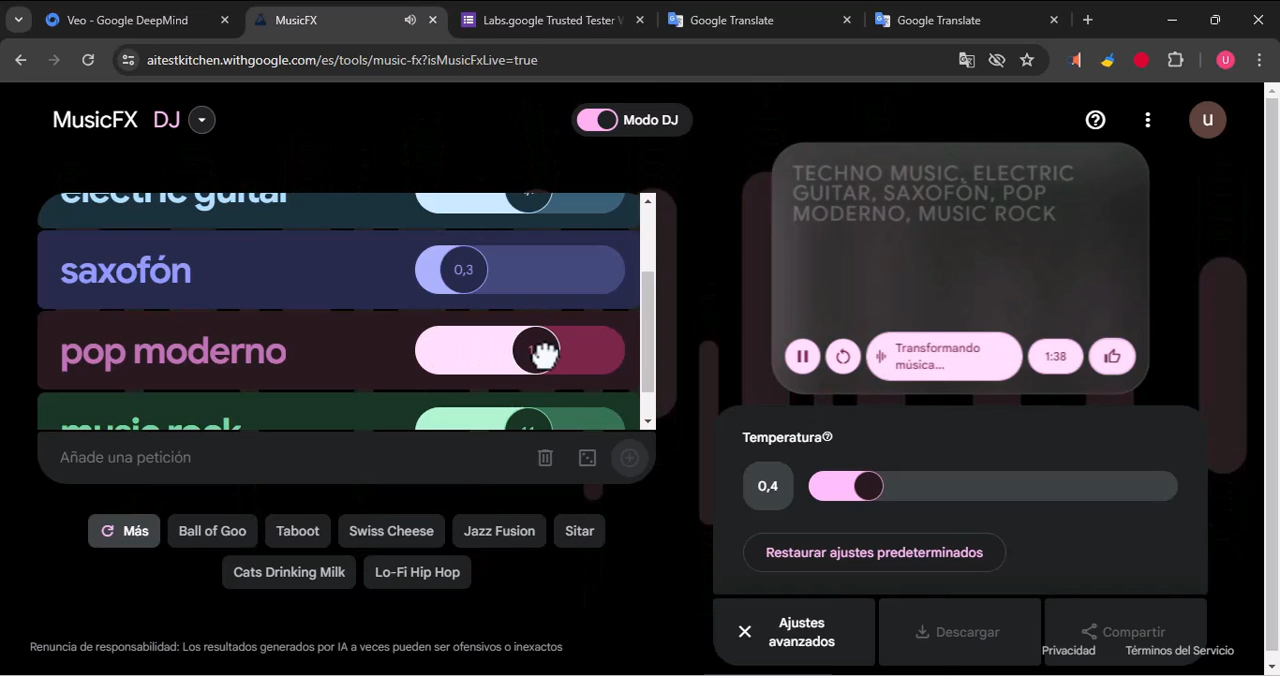 Veo - Google DeepMind
MusicFX
Labs.google Trusted Tester
Google Translate
Google Translate
aitestkitchen.withgoogle.com/es/tools/music-fx?isMusicFxLive=true
U
MusicFX DJ
Modo DJ
u
electric guitar
saxofón
0,3
pop moderno
music rock
Añade una petición
Más
Ball of Goo
Taboot
Swiss Cheese
Jazz Fusion
Sitar
Cats Drinking Milk
Lo-Fi Hip Hop
TECHNO MUSIC, ELECTRIC
GUITAR, SAXOFÓN, POP
MODERNO, MUSIC ROCK
Transformando
música...
1:38
Temperatura
0,4
Restaurar ajustes predeterminados
Ajustes
avanzados
Descargar
Compartir
Renuncia de responsabilidad: Los resultados generados por IA a veces pueden ser ofensivos o inexactos
Privacidad
Términos del Servicio